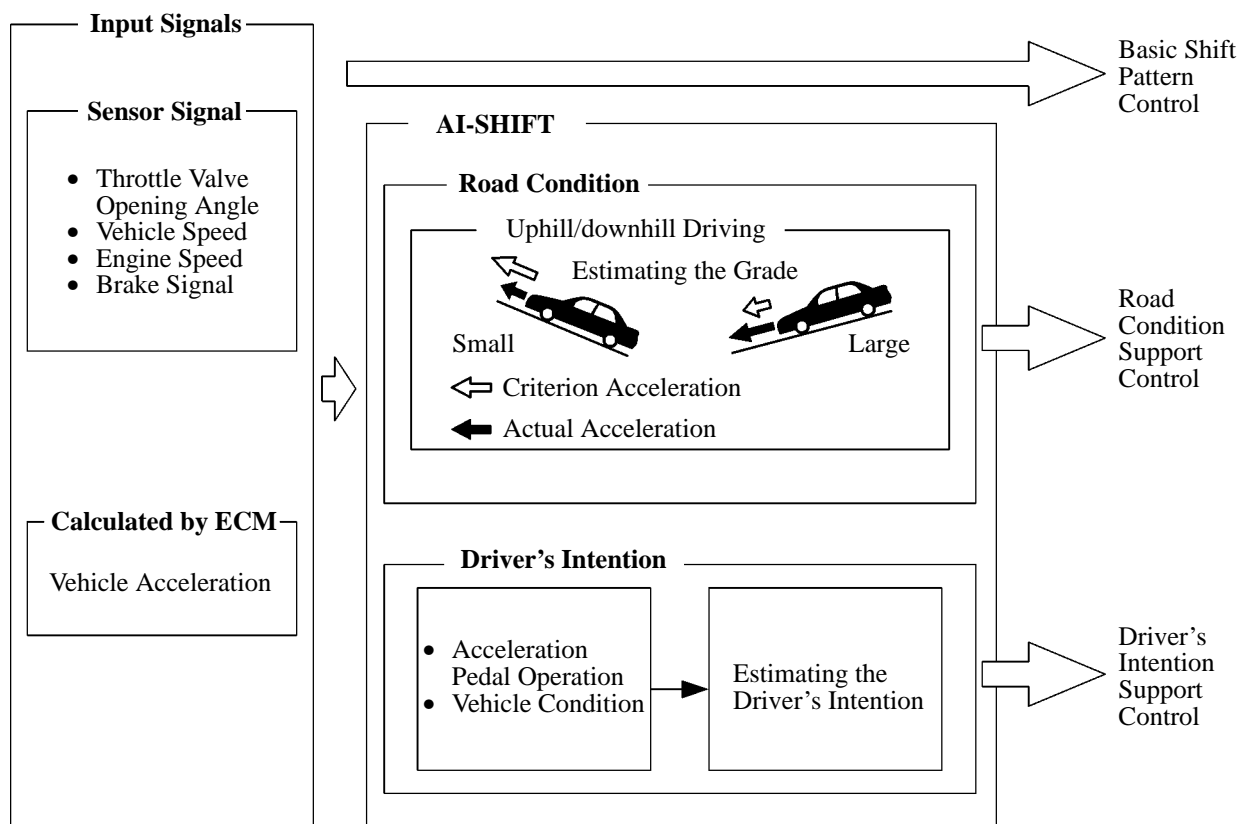 Input Signals
Sensor Signal
• Throttle Valve
Opening Angle
• Vehicle Speed
• Engine Speed
• Brake Signal
Calculated by ECM
Vehicle Acceleration
Basic Shift
Pattern
Control
AI-SHIFT
Road Condition
Uphill/downhill Driving
Estimating the Grade
Small
Large
Criterion Acceleration
Actual Acceleration
Road
Condition
Support
Control
Driver’s Intention
• Acceleration
Pedal Operation
• Vehicle Condition
Estimating the
Driver’s Intention
Driver’s
Intention
Support
Control